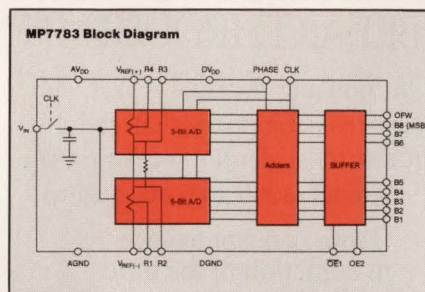 MP7783 Block Diagram
AVDD VREF(+) R4 R3 DVDD PHASE CLK
CLK
VIN
3-Bit A/D
Adders
BUFFER
OFW
B8 (MSB)
B7
B6
5-Bit A/D
B5
B4
B3
B2
B1
AGND VREF(-) R1 R2 DGND OE1 OE2